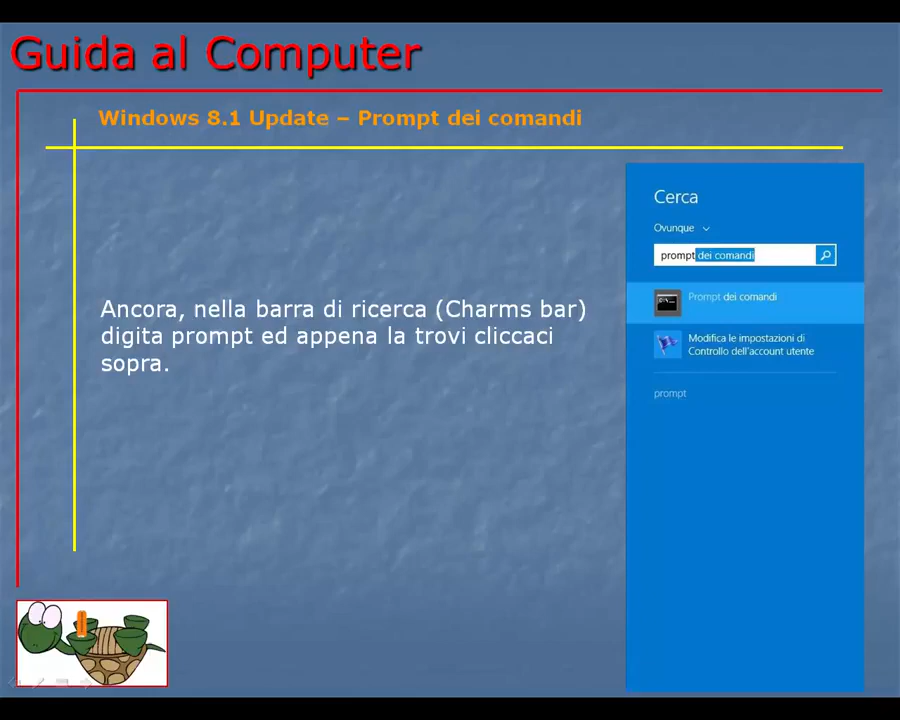 Guida al Computer
Windows 8.1 Update – Prompt dei comandi
Ancora, nella barra di ricerca (Charms bar)
digita prompt ed appena la trovi cliccaci
sopra.
Cerca
Ovunque
prompt dei comandi
Prompt dei comandi
Modifica le impostazioni di
Controllo dell'account utente
prompt